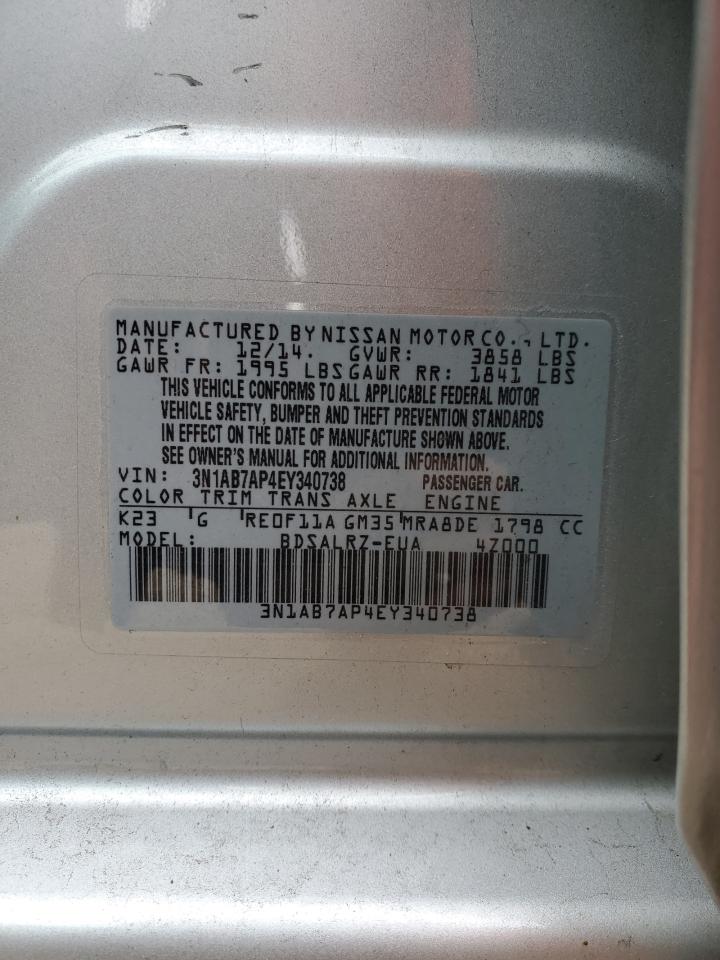 MANUFACTURED BY NISSAN MOTOR CO., LTD.
DATE: 12/14. GVWR: 3858 LBS
GAWR FR: 1995 LBS GAWR RR: 1841 LBS
THIS VEHICLE CONFORMS TO ALL APPLICABLE FEDERAL MOTOR
VEHICLE SAFETY, BUMPER AND THEFT PREVENTION STANDARDS
IN EFFECT ON THE DATE OF MANUFACTURE SHOWN ABOVE.
SEE OWNER'S MANUAL FOR ADDITIONAL INFORMATION.
VIN: 3N1AB7AP4EY340738 PASSENGER CAR.
COLOR TRIM TRANS AXLE ENGINE
K23 G RE0F11A GM35 MRA8DE 1798 CC
MODEL: BDSALRZ-EUA 4Z000
3N1AB7AP4EY340738